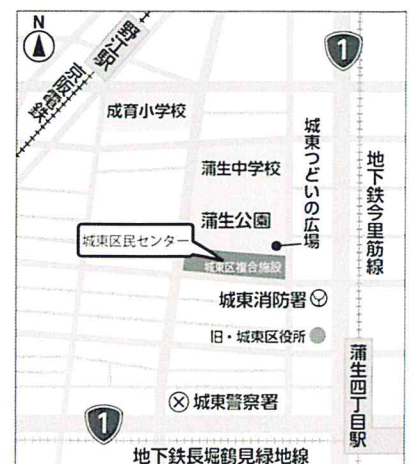 N
野江駅
京阪電鉄
1
成育小学校
城東つどいの広場
地下鉄今里筋線
蒲生中学校
蒲生公園
城東区民センター
城東区複合施設
城東消防署
旧・城東区役所
蒲生四丁目駅
城東警察署
1
地下鉄長堀鶴見緑地線